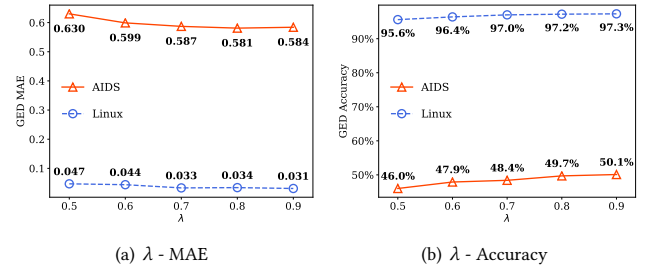 GED MAE
0.6
0.5
0.4
0.3
0.2
0.1
0.630
0.599
0.587
0.581
0.584
AIDS
Linux
0.047
0.044
0.033
0.034
0.031
0.5 0.6 0.7 0.8 0.9
λ
(a) λ - MAE
GED Accuracy
90%
80%
70%
60%
50%
95.6%
96.4%
97.0%
97.2%
97.3%
AIDS
Linux
46.0%
47.9%
48.4%
49.7%
50.1%
0.5 0.6 0.7 0.8 0.9
λ
(b) λ - Accuracy